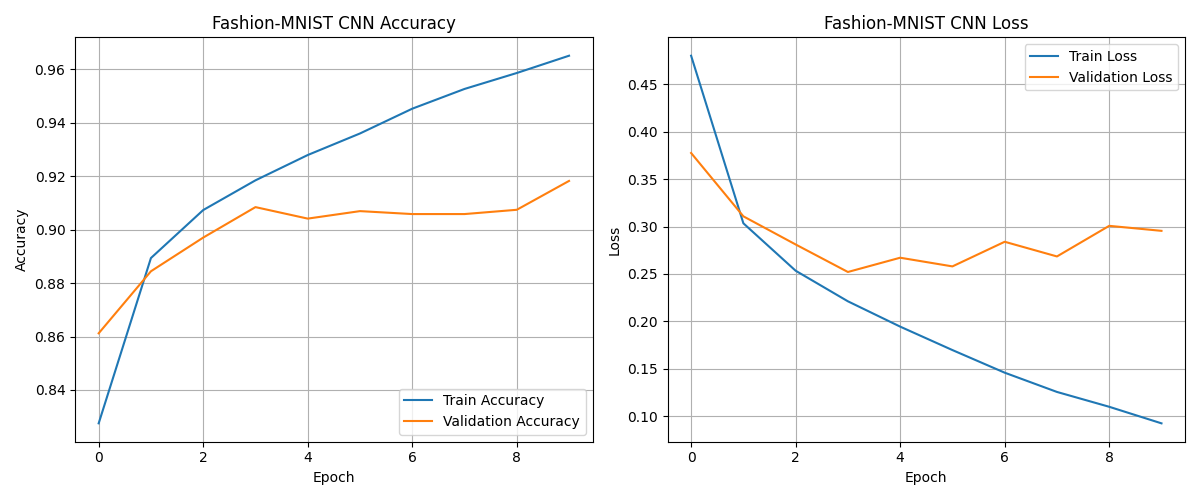 Fashion-MNIST CNN Accuracy
0.96
0.94
0.92
0.90
0.88
0.86
0.84
Accuracy
Train Accuracy
Validation Accuracy
0 2 4 6 8
Epoch
Fashion-MNIST CNN Loss
0.45
0.40
0.35
0.30
0.25
0.20
0.15
0.10
Loss
Train Loss
Validation Loss
0 2 4 6 8
Epoch